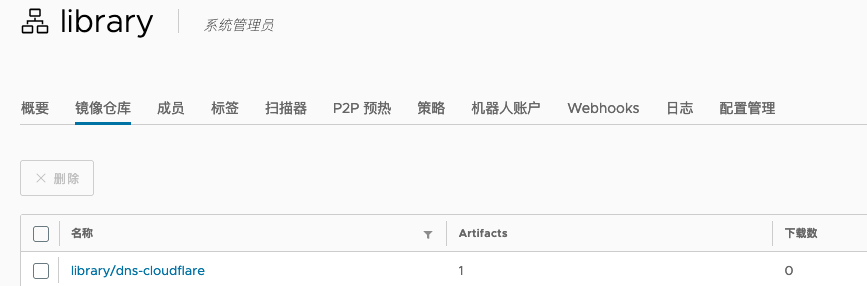 library 系统管理员
概要 镜像仓库 成员 标签 扫描器 P2P 预热 策略 机器人账户 Webhooks 日志 配置管理
× 删除
名称 Artifacts 下载数
library/dns-cloudflare 1 0